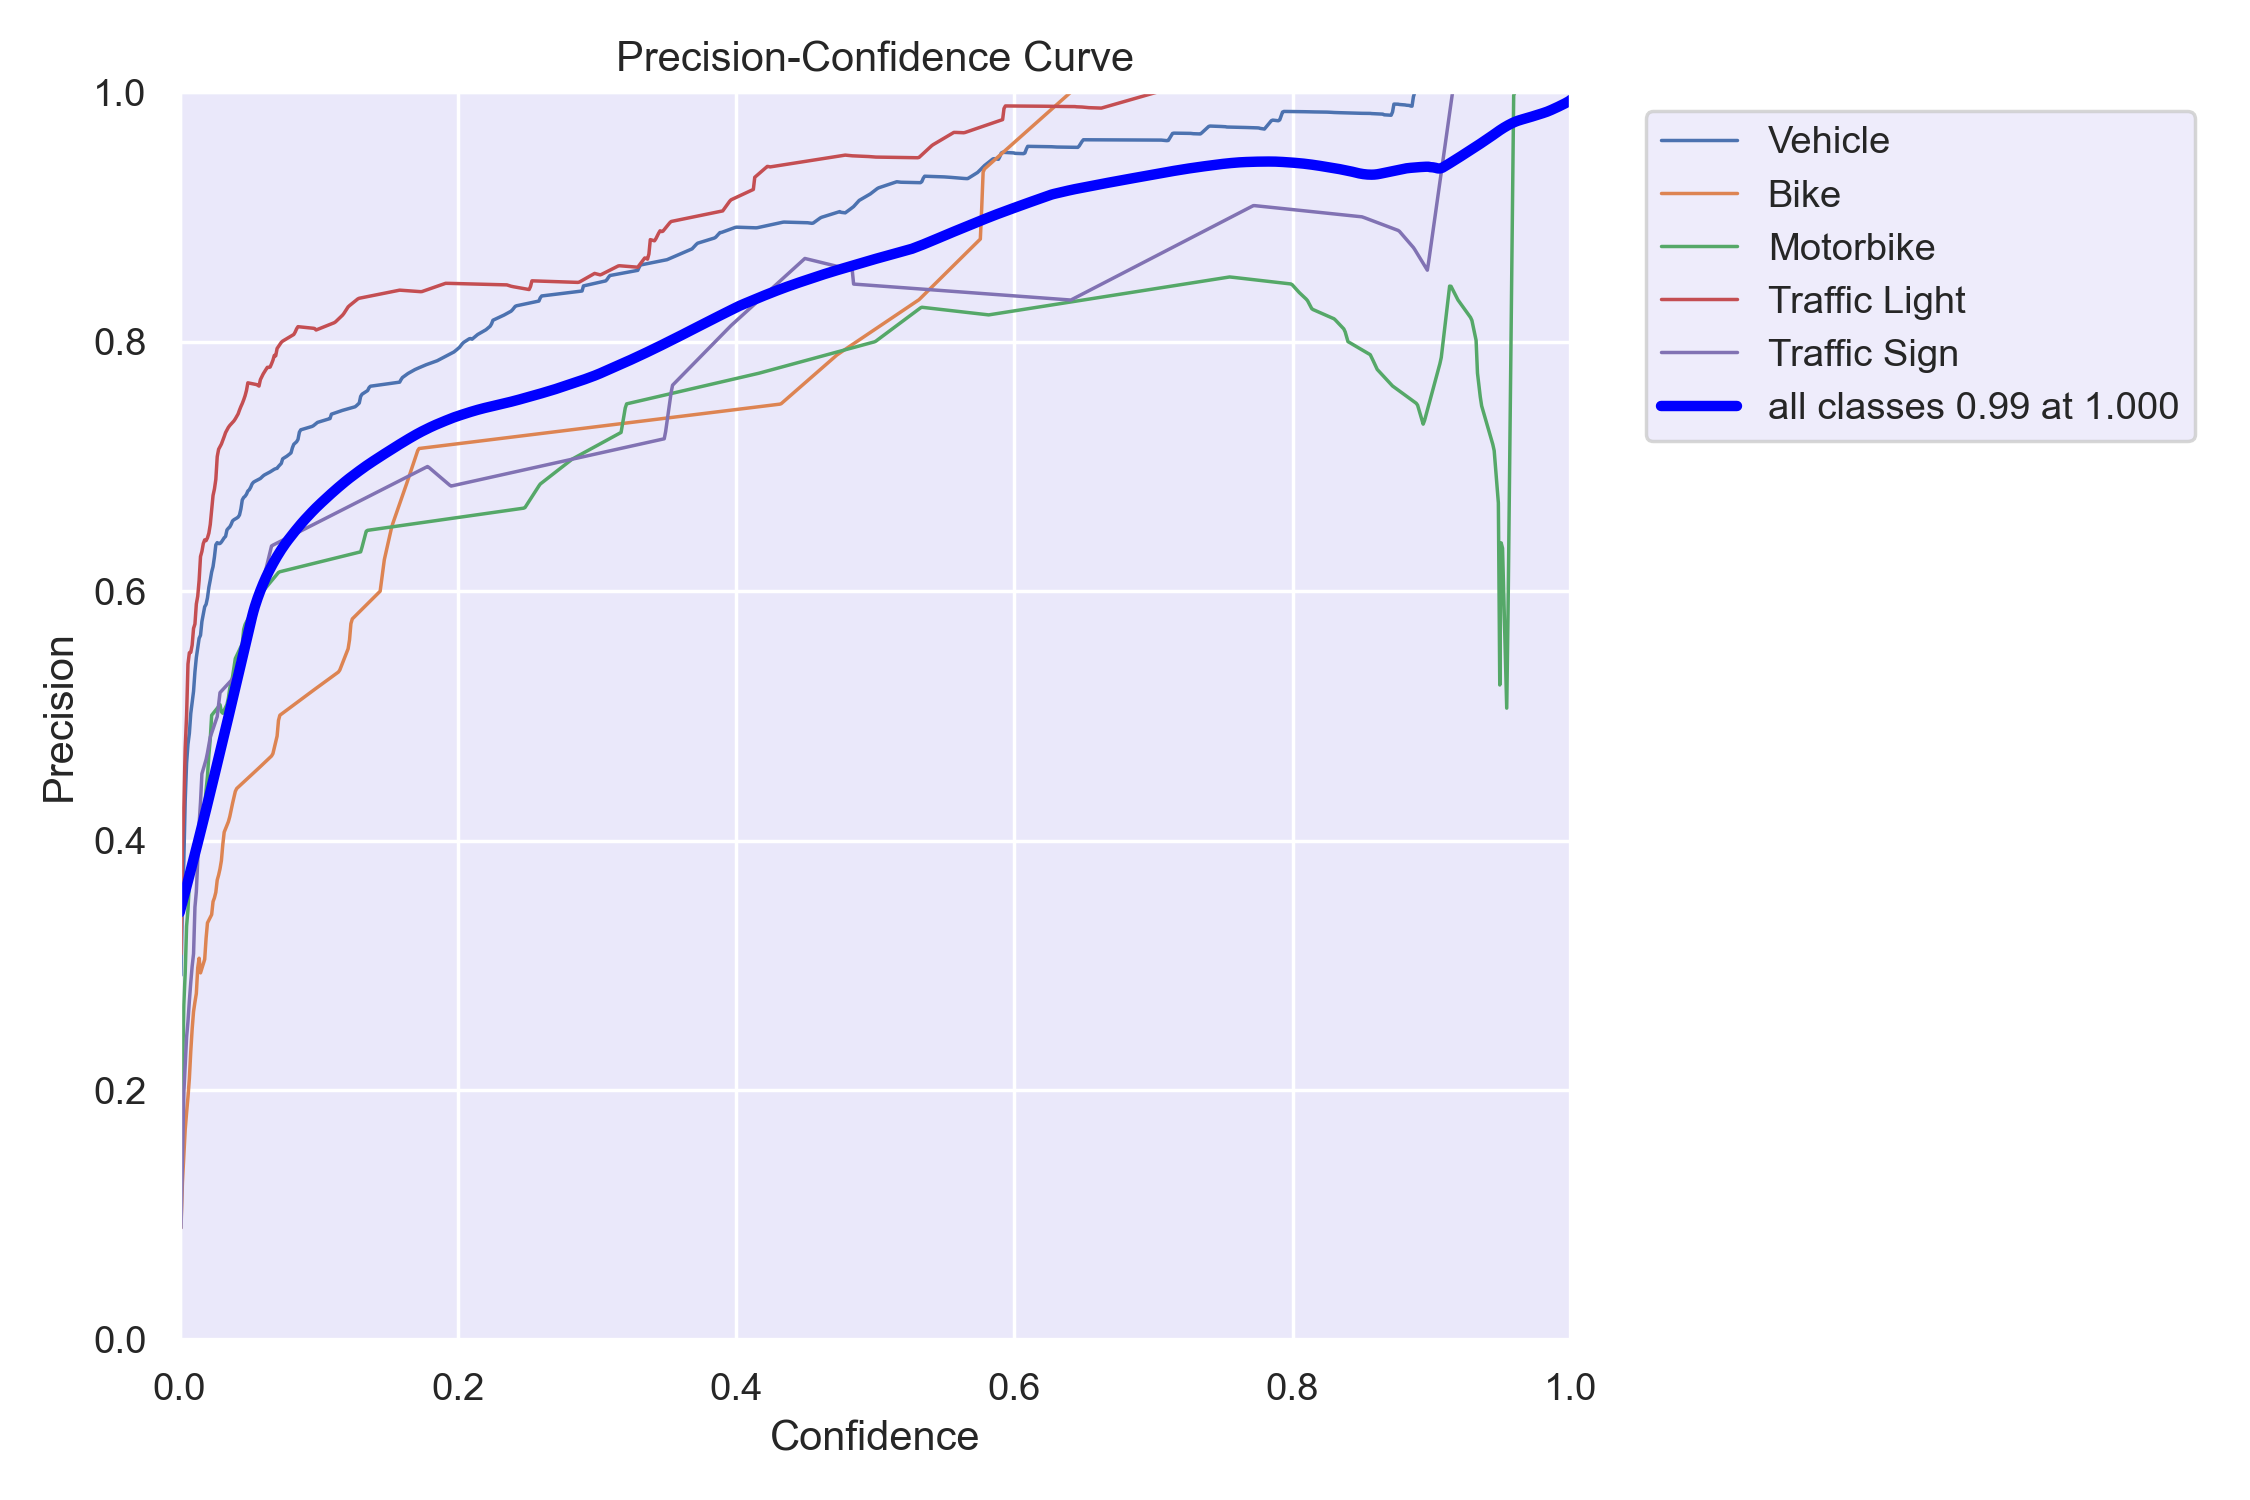 Precision-Confidence Curve
1.0
0.8
0.6
0.4
0.2
0.0
Precision
0.0 0.2 0.4 0.6 0.8 1.0
Confidence
Vehicle
Bike
Motorbike
Traffic Light
Traffic Sign
all classes 0.99 at 1.000